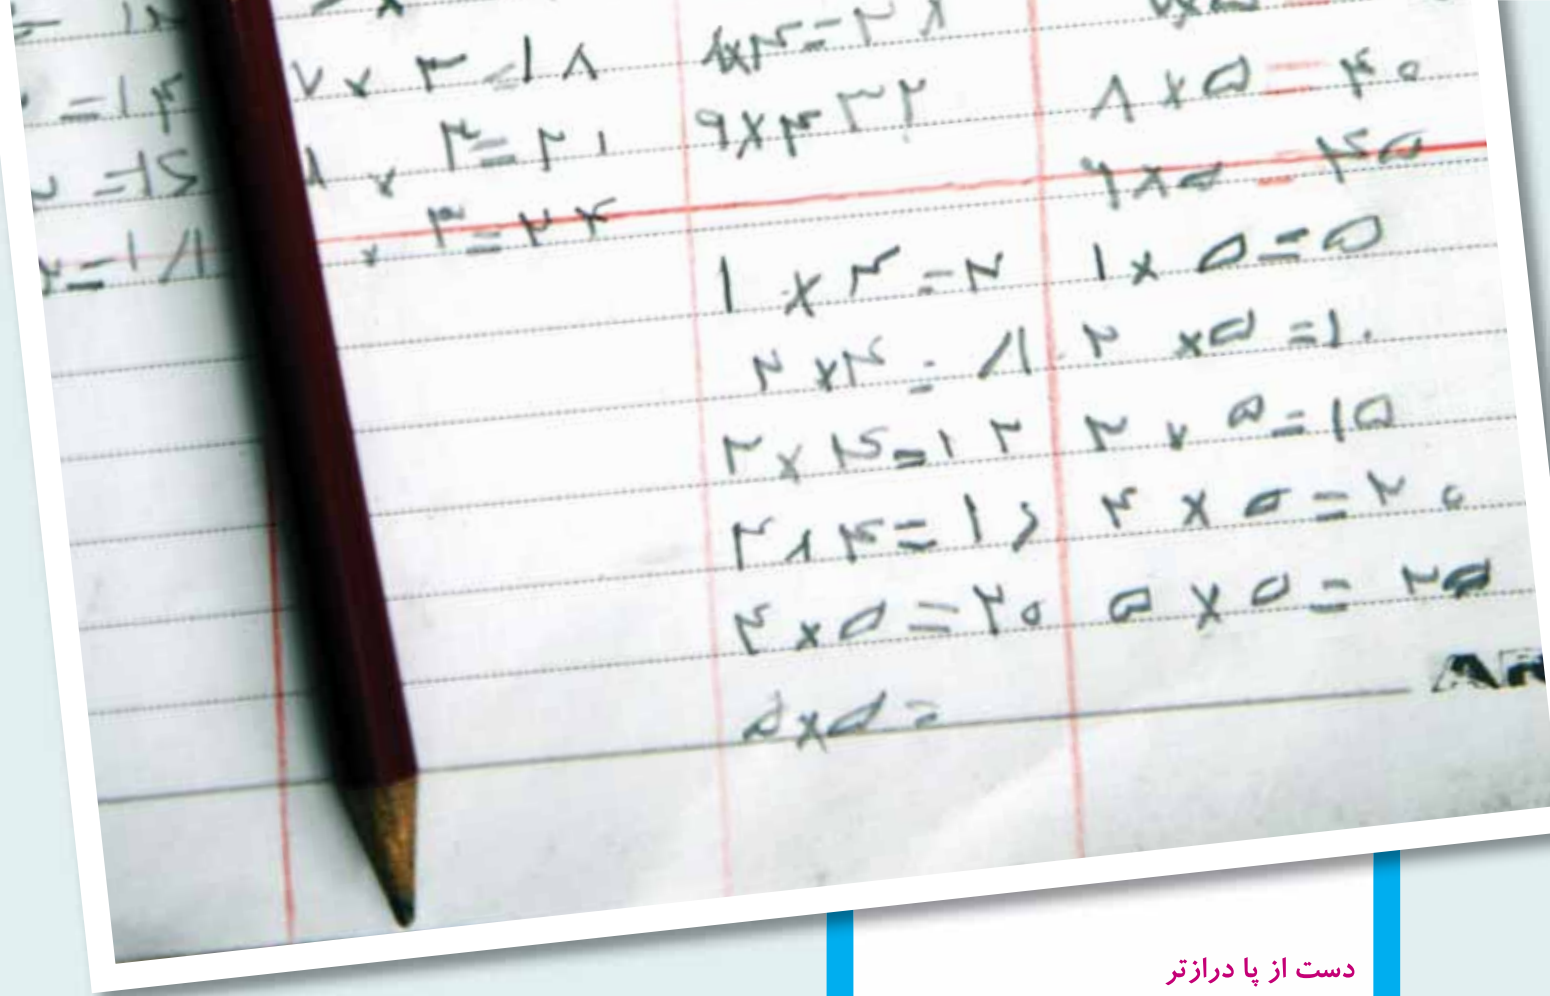 ۷ × ۳ = ۱۸
۸ × ۴ = ۲۸
۸ × ۵ = ۴۰
= ۱۴
۱ × ۳ = ۲۱
۹ × ۴ ۳۲
۹ × ۵ = ۴۵
× ۳ = ۲۴
۱ × ۴ = ۴
۱ × ۵ = ۵
۲ × ۴ = ۸
۲ × ۵ = ۱۰
۳ × ۴ = ۱۲
۳ × ۵ = ۱۵
۴ × ۴ = ۱۶
۴ × ۵ = ۲۰
۴ × ۵ = ۲۰
۵ × ۵ = ۲۵
۵ × ۵ =
دست از پا درازتر